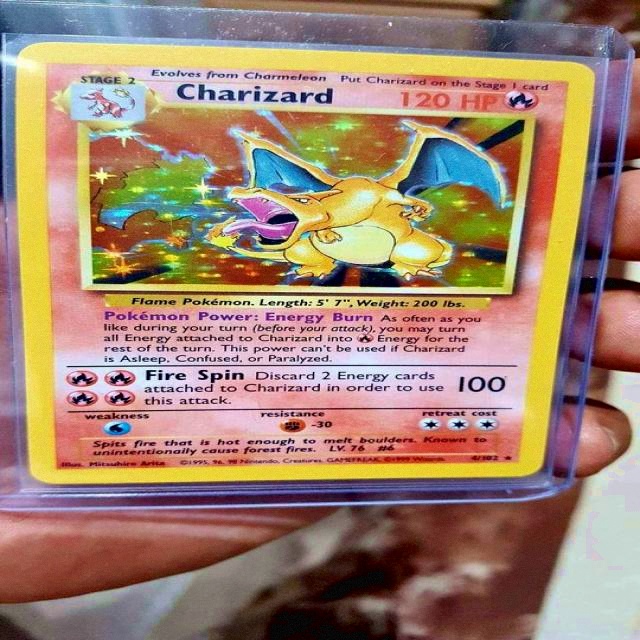 STAGE 2
Evolves from Charmeleon Put Charizard on the Stage 1 card
Charizard 120 HP
Flame Pokémon. Length: 5' 7", Weight: 200 lbs.
Pokémon Power: Energy Burn As often as you
like during your turn (before your attack), you may turn
all Energy attached to Charizard into Energy for the
rest of the turn. This power can't be used if Charizard
is Asleep, Confused, or Paralyzed.
Fire Spin Discard 2 Energy cards
attached to Charizard in order to use 100
this attack.
weakness resistance retreat cost
-30
Spits fire that is hot enough to melt boulders. Known to
unintentionally cause forest fires. LV. 76 #6
Illus. Mitsuhiro Arita ©1995, 96, 98 Nintendo, Creatures, GAMEFREAK. ©1999 Wizards. 4/102 ★